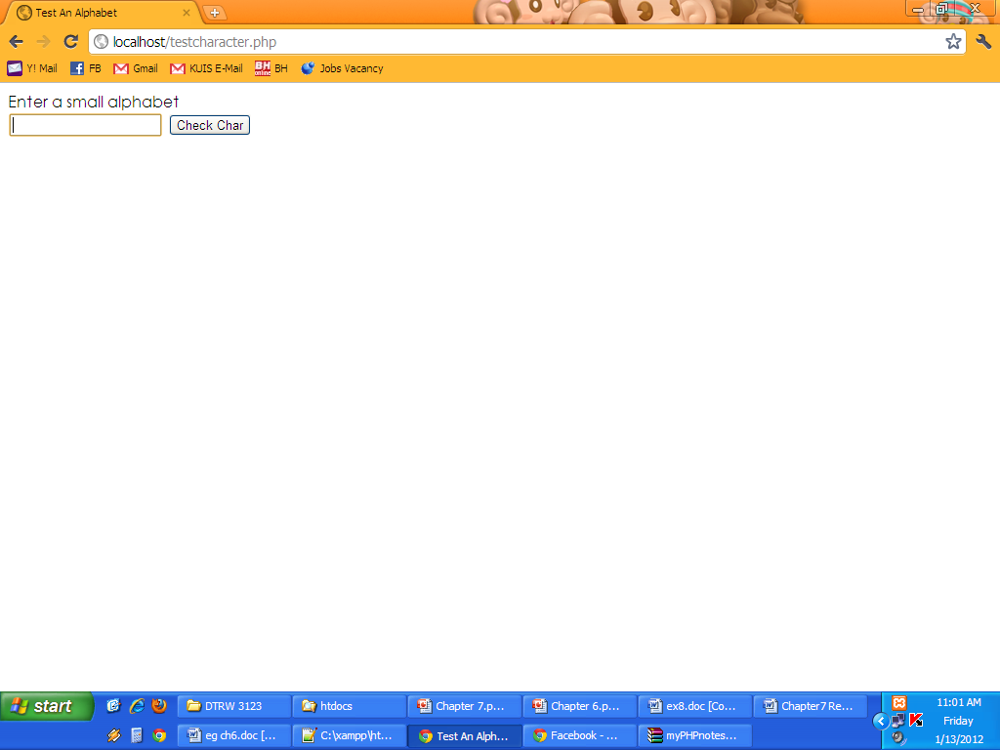 Test An Alphabet
localhost/testcharacter.php
Y! Mail FB Gmail KUIS E-Mail BH online BH Jobs Vacancy
Enter a small alphabet
Check Char
start DTRW 3123 htdocs Chapter 7.p... Chapter 6.p... ex8.doc [Co... Chapter7 Re... 11:01 AM
Friday
eg ch6.doc [... C:\xampp\ht... Test An Alph... Facebook - ... myPHPnotes... 1/13/2012